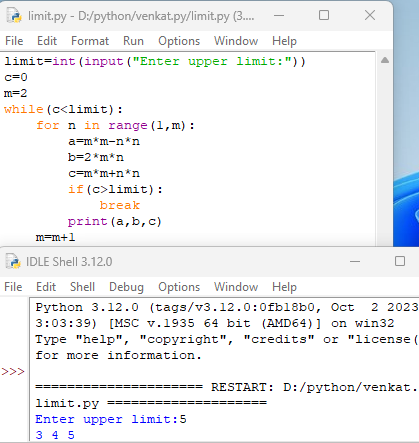 limit.py - D:/python/venkat.py/limit.py (3....
File Edit Format Run Options Window Help
limit=int(input("Enter upper limit:"))
c=0
m=2
while(c<limit):
    for n in range(1,m):
        a=m*m-n*n
        b=2*m*n
        c=m*m+n*n
        if(c>limit):
            break
        print(a,b,c)
    m=m+1
IDLE Shell 3.12.0
File Edit Shell Debug Options Window Help
Python 3.12.0 (tags/v3.12.0:0fb18b0, Oct  2 2023
3:03:39) [MSC v.1935 64 bit (AMD64)] on win32
Type "help", "copyright", "credits" or "license(
for more information.
>>>
===================== RESTART: D:/python/venkat.
limit.py ====================
Enter upper limit:5
3 4 5